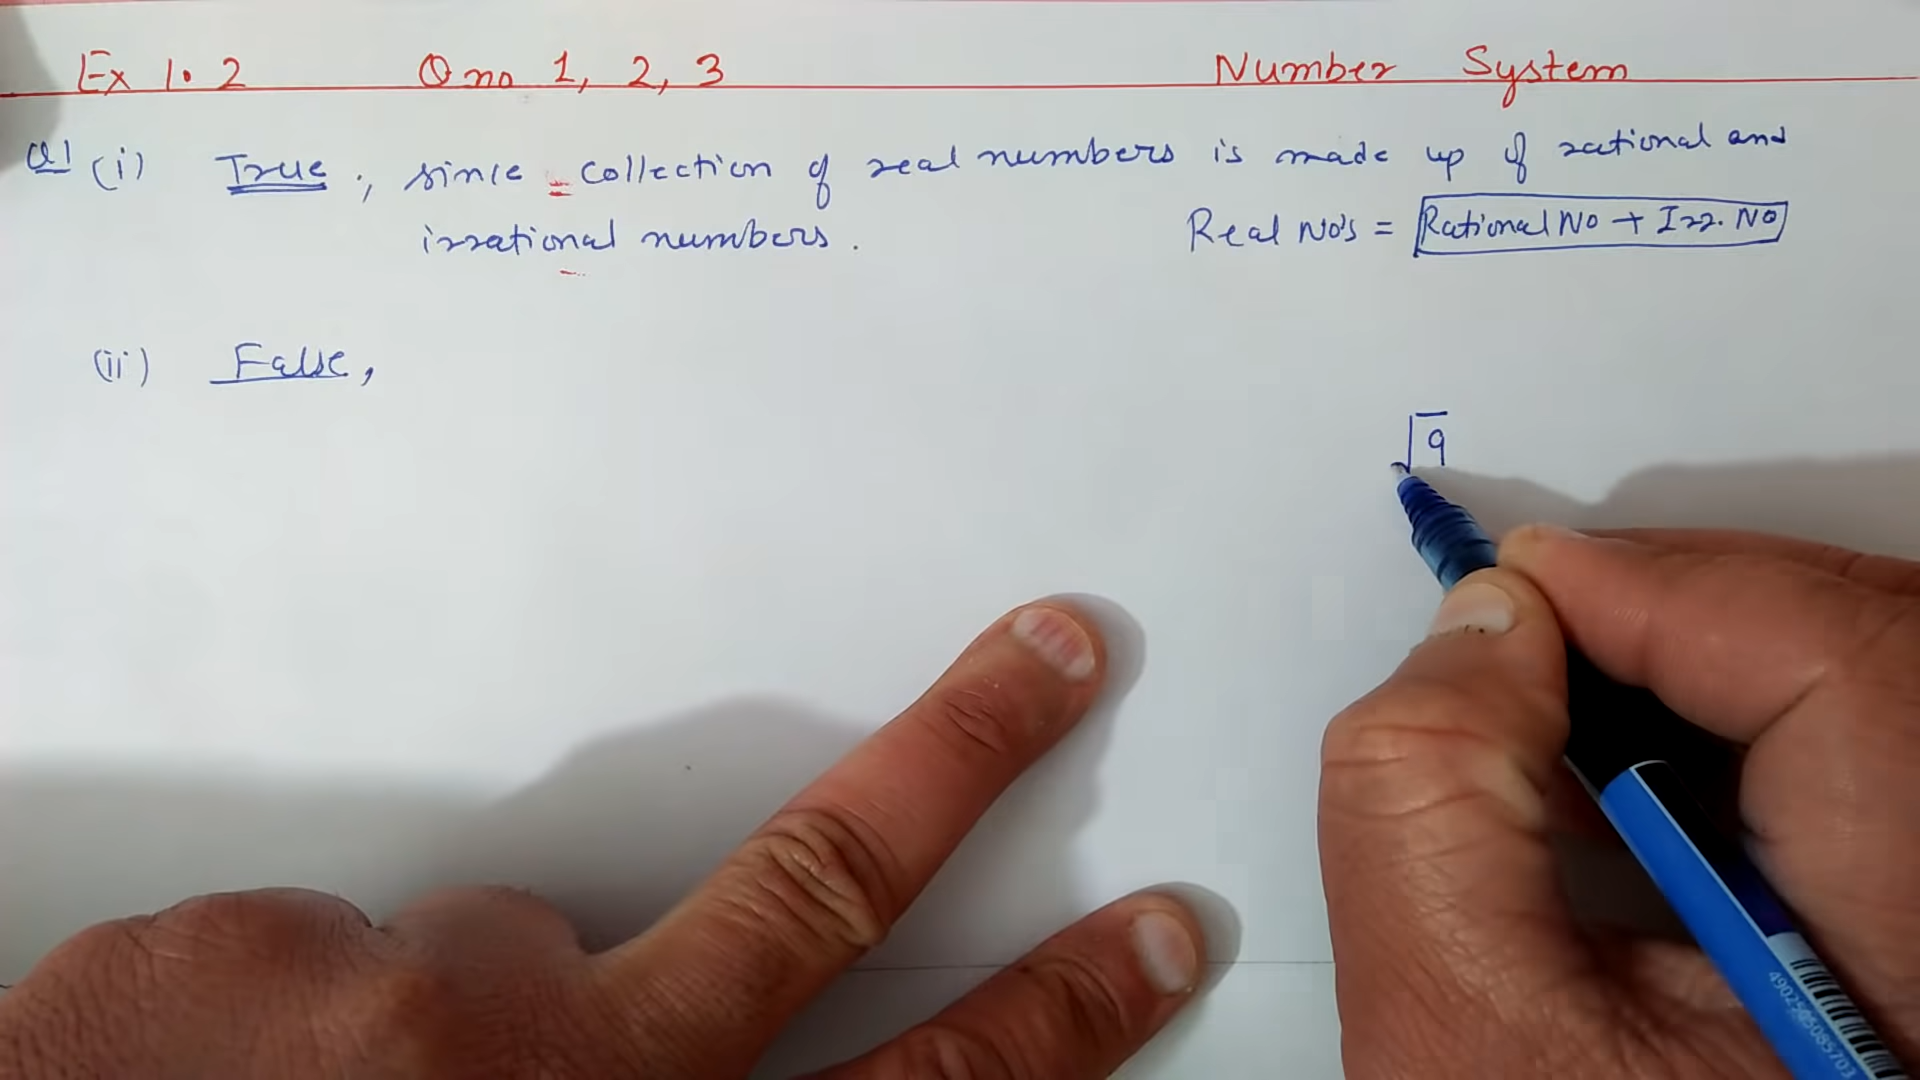 Ex 1.2 Q no 1, 2, 3 Number System
Q1 (i) True, since collection of real numbers is made up of rational and
irrational numbers. Real No's = Rational No + Irr. No
(ii) False,
√9
4902505085703